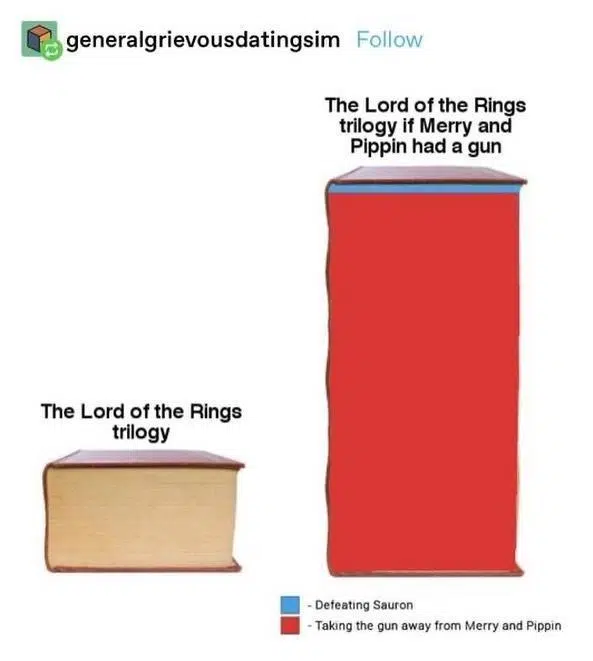 generalgrievousdatingsim Follow
The Lord of the Rings
trilogy if Merry and
Pippin had a gun
The Lord of the Rings
trilogy
- Defeating Sauron
- Taking the gun away from Merry and Pippin